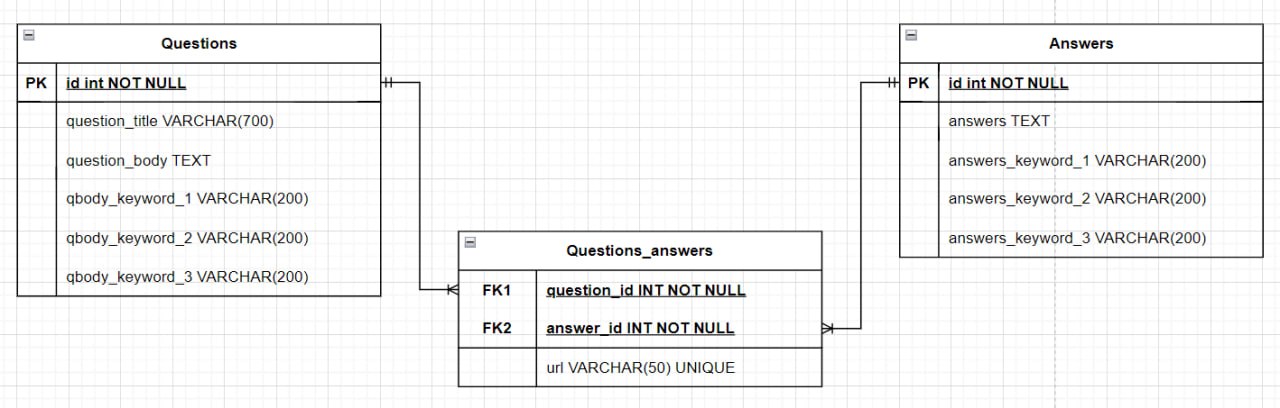 Questions
PK id int NOT NULL
question_title VARCHAR(700)
question_body TEXT
qbody_keyword_1 VARCHAR(200)
qbody_keyword_2 VARCHAR(200)
qbody_keyword_3 VARCHAR(200)
Questions_answers
FK1 question_id INT NOT NULL
FK2 answer_id INT NOT NULL
url VARCHAR(50) UNIQUE
Answers
PK id int NOT NULL
answers TEXT
answers_keyword_1 VARCHAR(200)
answers_keyword_2 VARCHAR(200)
answers_keyword_3 VARCHAR(200)